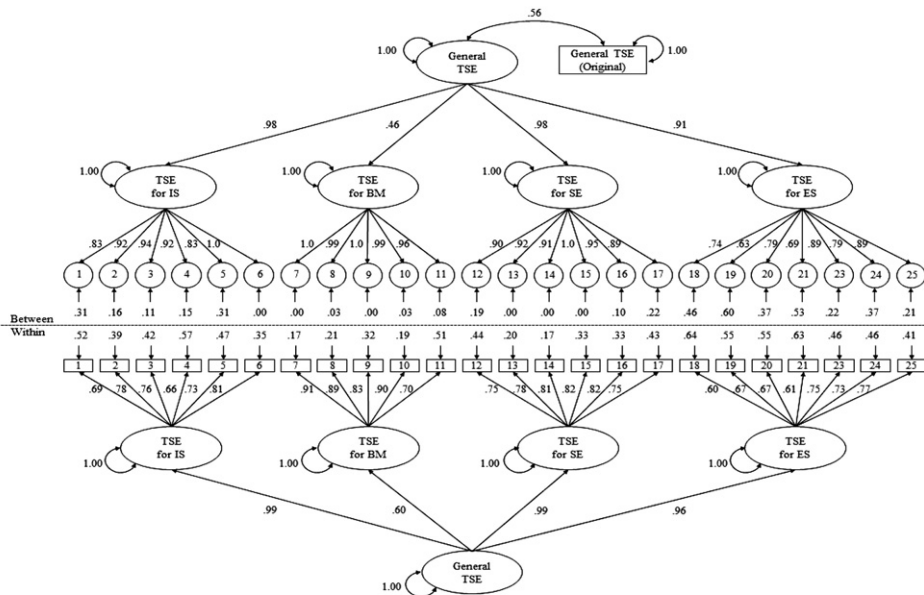 .56
1.00
General
TSE
General TSE
(Original)
1.00
.98
.46
.98
.91
1.00
TSE
for IS
1.00
TSE
for BM
1.00
TSE
for SE
1.00
TSE
for ES
.83 .92 .94 .92 .83 1.0
1.0 .99 1.0 .99 .96
.90 .92 .91 1.0 .95 .89
.74 .63 .79 .69 .89 .79 .89
1 2 3 4 5 6 7 8 9 10 11 12 13 14 15 16 17 18 19 20 21 23 24 25
.31 .16 .11 .15 .31 .00 .00 .03 .00 .03 .08 .19 .00 .00 .00 .10 .22 .46 .60 .37 .53 .22 .37 .21
Between
Within
.52 .39 .42 .57 .47 .35 .17 .21 .32 .19 .51 .44 .20 .17 .33 .33 .43 .64 .55 .55 .63 .46 .46 .41
1 2 3 4 5 6 7 8 9 10 11 12 13 14 15 16 17 18 19 20 21 23 24 25
.69 .78 .76 .66 .73 .81
.91 .89 .83 .90 .70
.75 .78 .81 .82 .82 .75
.60 .67 .67 .61 .75 .73 .77
TSE
for IS
1.00
TSE
for BM
1.00
TSE
for SE
1.00
TSE
for ES
1.00
.99
.60
.99
.96
General
TSE
1.00